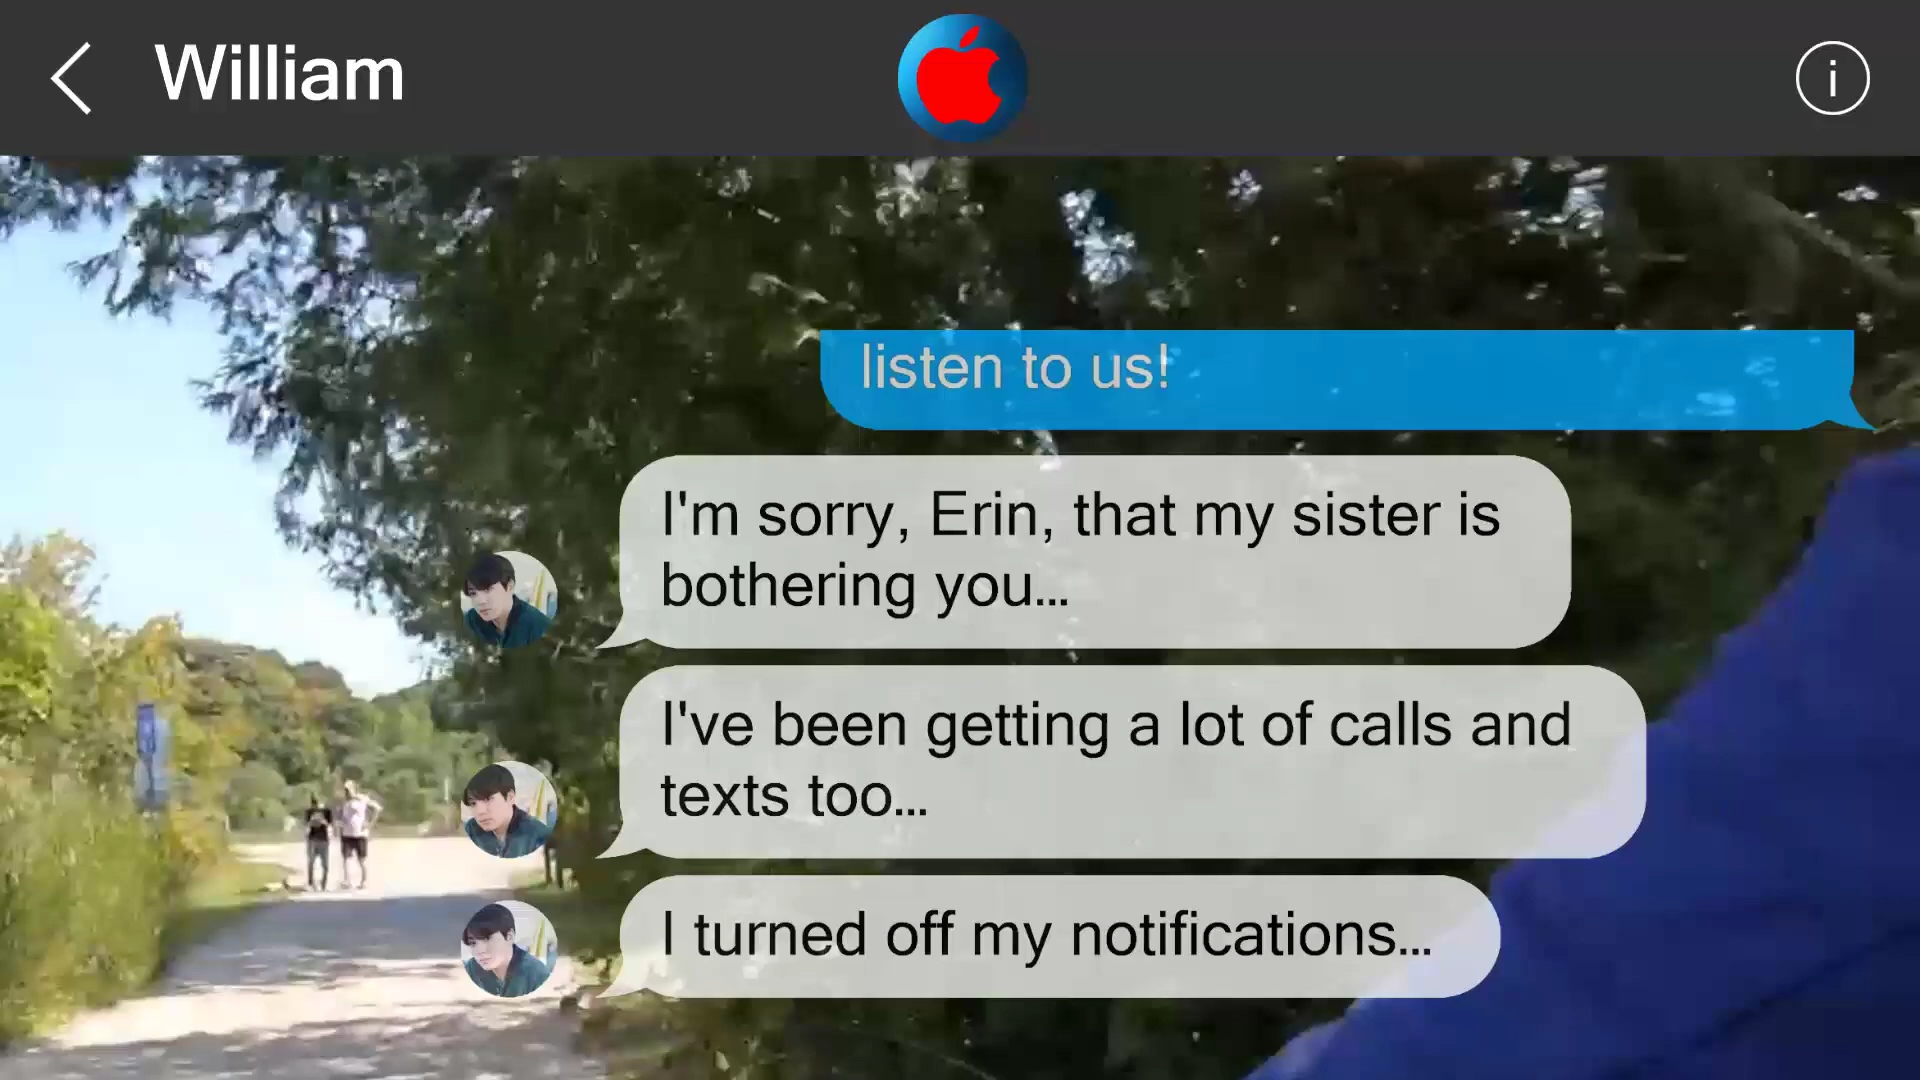 William
listen to us!
I'm sorry, Erin, that my sister is
bothering you...
I've been getting a lot of calls and
texts too...
I turned off my notifications...